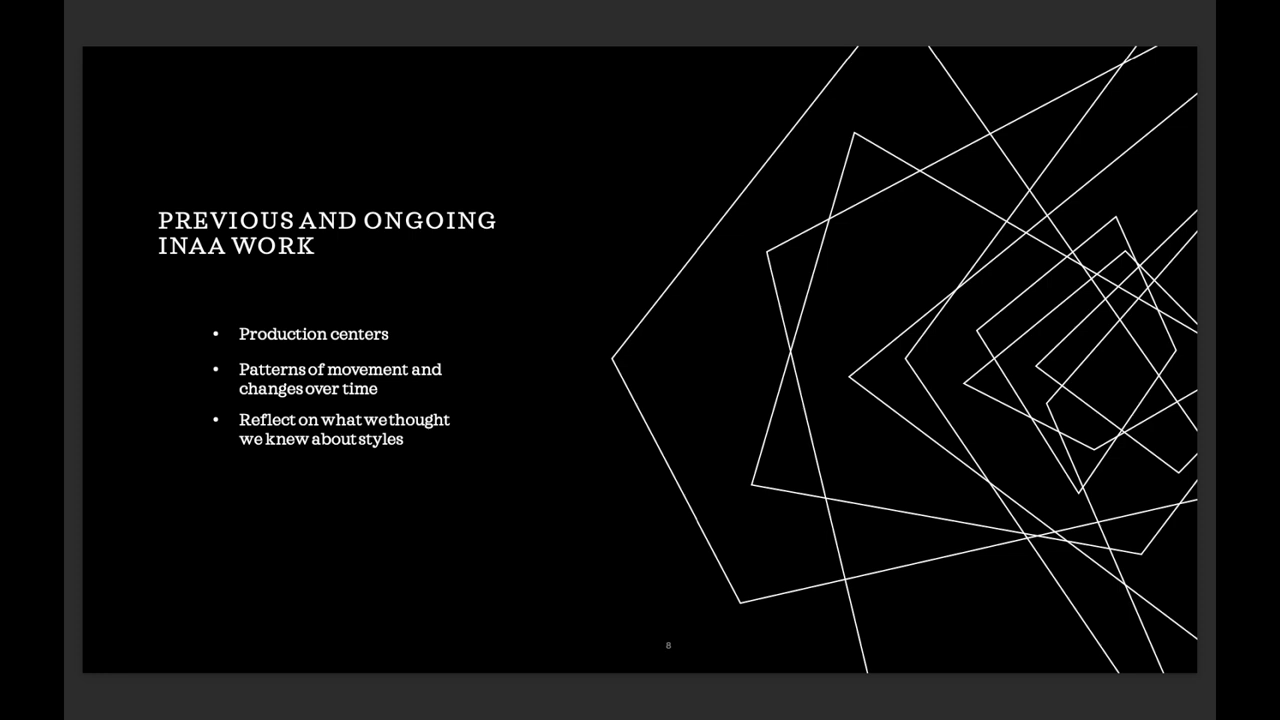 PREVIOUS AND ONGOING
INAA WORK
• Production centers
• Patterns of movement and
changes over time
• Reflect on what we thought
we knew about styles
8